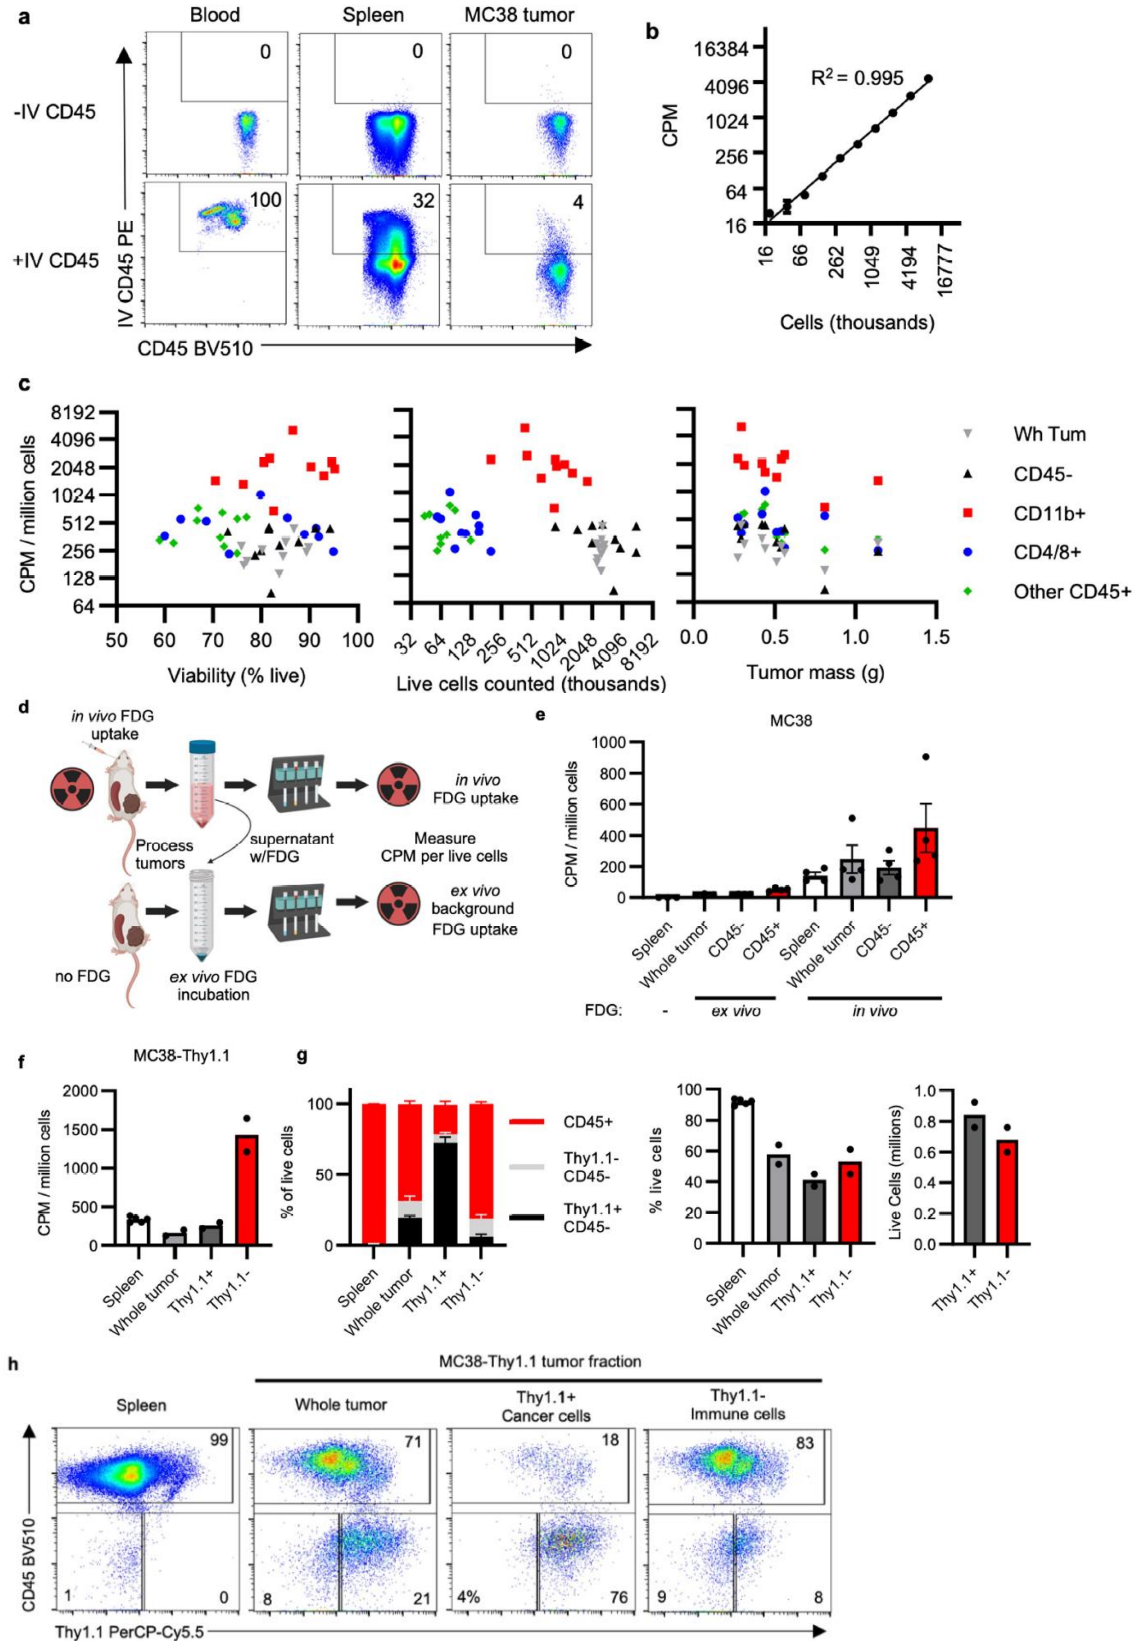 a
Blood
Spleen
MC38 tumor
-IV CD45
0
0
0
+IV CD45
100
32
4
IV CD45 PE
CD45 BV510
b
CPM
16384
4096
1024
256
64
16
R² = 0.995
16
66
262
1049
4194
16777
Cells (thousands)
c
CPM / million cells
8192
4096
2048
1024
512
256
128
64
50
60
70
80
90
100
Viability (% live)
32
64
128
256
512
1024
2048
4096
8192
Live cells counted (thousands)
0.0
0.5
1.0
1.5
Tumor mass (g)
Wh Tum
CD45-
CD11b+
CD4/8+
Other CD45+
d
in vivo FDG
uptake
in vivo
FDG uptake
Process
tumors
supernatant
w/FDG
Measure
CPM per live cells
ex vivo
background
FDG uptake
no FDG
ex vivo FDG
incubation
e
MC38
CPM / million cells
1000
800
600
400
200
0
Spleen
Whole tumor
CD45-
CD45+
Spleen
Whole tumor
CD45-
CD45+
FDG:
-
ex vivo
in vivo
f
MC38-Thy1.1
CPM / million cells
2000
1500
1000
500
0
Spleen
Whole tumor
Thy1.1+
Thy1.1-
g
% of live cells
100
50
0
Spleen
Whole tumor
Thy1.1+
Thy1.1-
CD45+
Thy1.1-
CD45-
Thy1.1+
CD45-
% live cells
100
80
60
40
20
0
Spleen
Whole tumor
Thy1.1+
Thy1.1-
Live Cells (millions)
1.0
0.8
0.6
0.4
0.2
0.0
Thy1.1+
Thy1.1-
h
MC38-Thy1.1 tumor fraction
Spleen
Whole tumor
Thy1.1+
Cancer cells
Thy1.1-
Immune cells
99
71
18
83
1
0
8
21
4%
76
9
8
CD45 BV510
Thy1.1 PerCP-Cy5.5